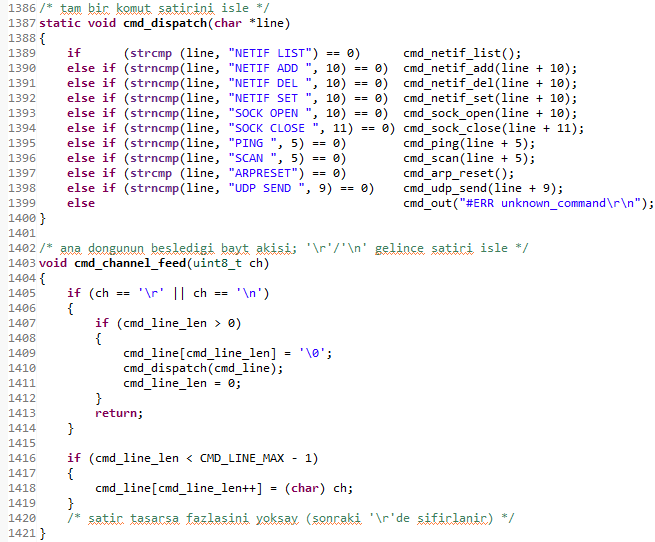 1386 /* tam bir komut satirini isle */
1387 static void cmd_dispatch(char *line)
1388 {
1389     if      (strcmp (line, "NETIF LIST") == 0)      cmd_netif_list();
1390     else if (strncmp(line, "NETIF ADD ", 10) == 0)  cmd_netif_add(line + 10);
1391     else if (strncmp(line, "NETIF DEL ", 10) == 0)  cmd_netif_del(line + 10);
1392     else if (strncmp(line, "NETIF SET ", 10) == 0)  cmd_netif_set(line + 10);
1393     else if (strncmp(line, "SOCK OPEN ", 10) == 0)  cmd_sock_open(line + 10);
1394     else if (strncmp(line, "SOCK CLOSE ", 11) == 0) cmd_sock_close(line + 11);
1395     else if (strncmp(line, "PING ", 5) == 0)        cmd_ping(line + 5);
1396     else if (strncmp(line, "SCAN ", 5) == 0)        cmd_scan(line + 5);
1397     else if (strcmp (line, "ARPRESET") == 0)        cmd_arp_reset();
1398     else if (strncmp(line, "UDP SEND ", 9) == 0)    cmd_udp_send(line + 9);
1399     else                                            cmd_out("#ERR unknown_command\r\n");
1400 }
1401
1402 /* ana dongunun besledigi bayt akisi; '\r'/'\n' gelince satiri isle */
1403 void cmd_channel_feed(uint8_t ch)
1404 {
1405     if (ch == '\r' || ch == '\n')
1406     {
1407         if (cmd_line_len > 0)
1408         {
1409             cmd_line[cmd_line_len] = '\0';
1410             cmd_dispatch(cmd_line);
1411             cmd_line_len = 0;
1412         }
1413         return;
1414     }
1415
1416     if (cmd_line_len < CMD_LINE_MAX - 1)
1417     {
1418         cmd_line[cmd_line_len++] = (char) ch;
1419     }
1420     /* satir tasarsa fazlasini yoksay (sonraki '\r'de sifirlanir) */
1421 }